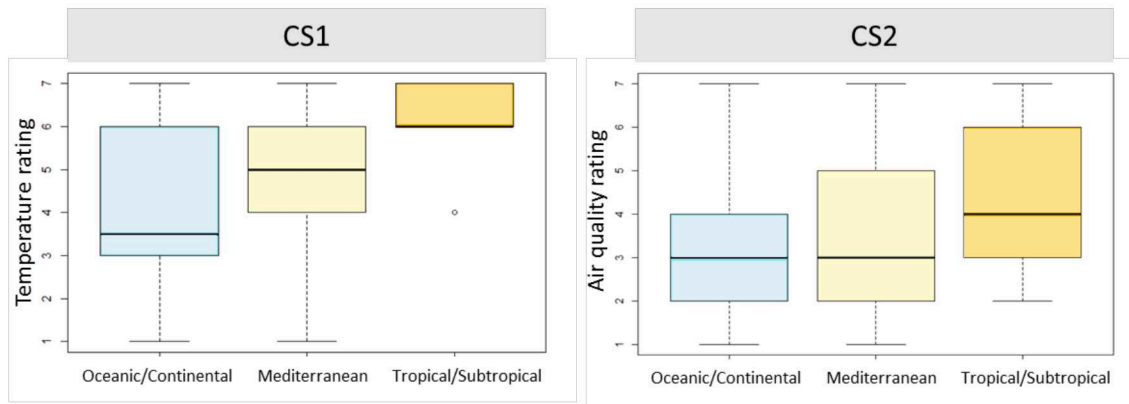 CS1
Temperature rating
7
6
5
4
3
2
1
Oceanic/Continental Mediterranean Tropical/Subtropical
CS2
Air quality rating
7
6
5
4
3
2
1
Oceanic/Continental Mediterranean Tropical/Subtropical